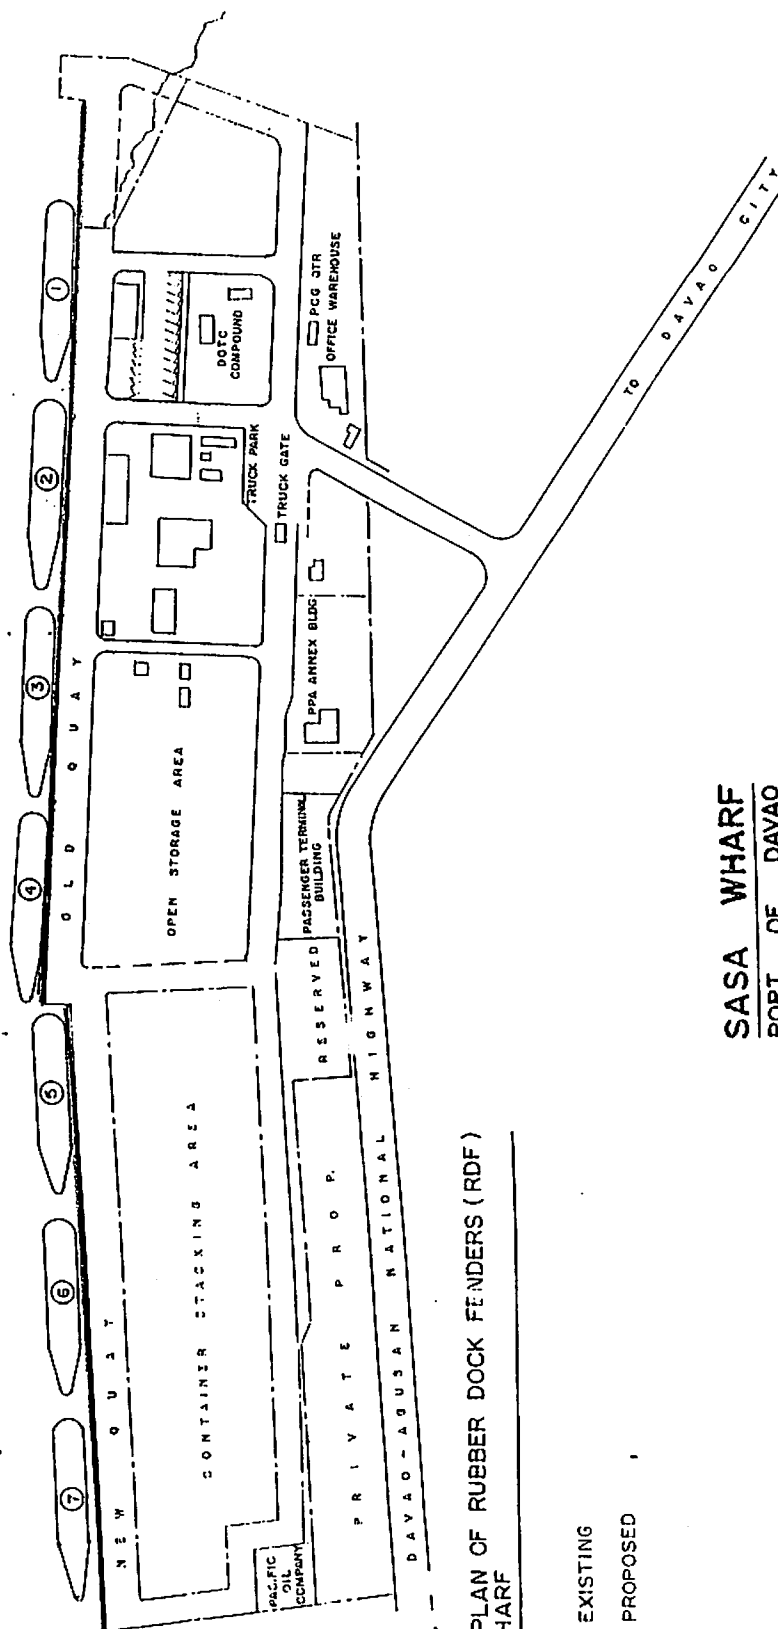 1
2
3
4
5
6
7
OLD QUAY
NEW QUAY
DOTC
COMPOUND
PCG QTR
OFFICE WAREHOUSE
TRUCK PARK
TRUCK GATE
PPA ANNEX BLDG
OPEN STORAGE AREA
PASSENGER TERMINAL
BUILDING
RESERVED
CONTAINER STACKING AREA
PRIVATE PROP.
PACIFIC
OIL
COMPANY
DAVAO-AGUSAN NATIONAL HIGHWAY
TO DAVAO CITY
SASA WHARF
PORT OF DAVAO
PLAN OF RUBBER DOCK FENDERS (RDF)
HARF
EXISTING
PROPOSED